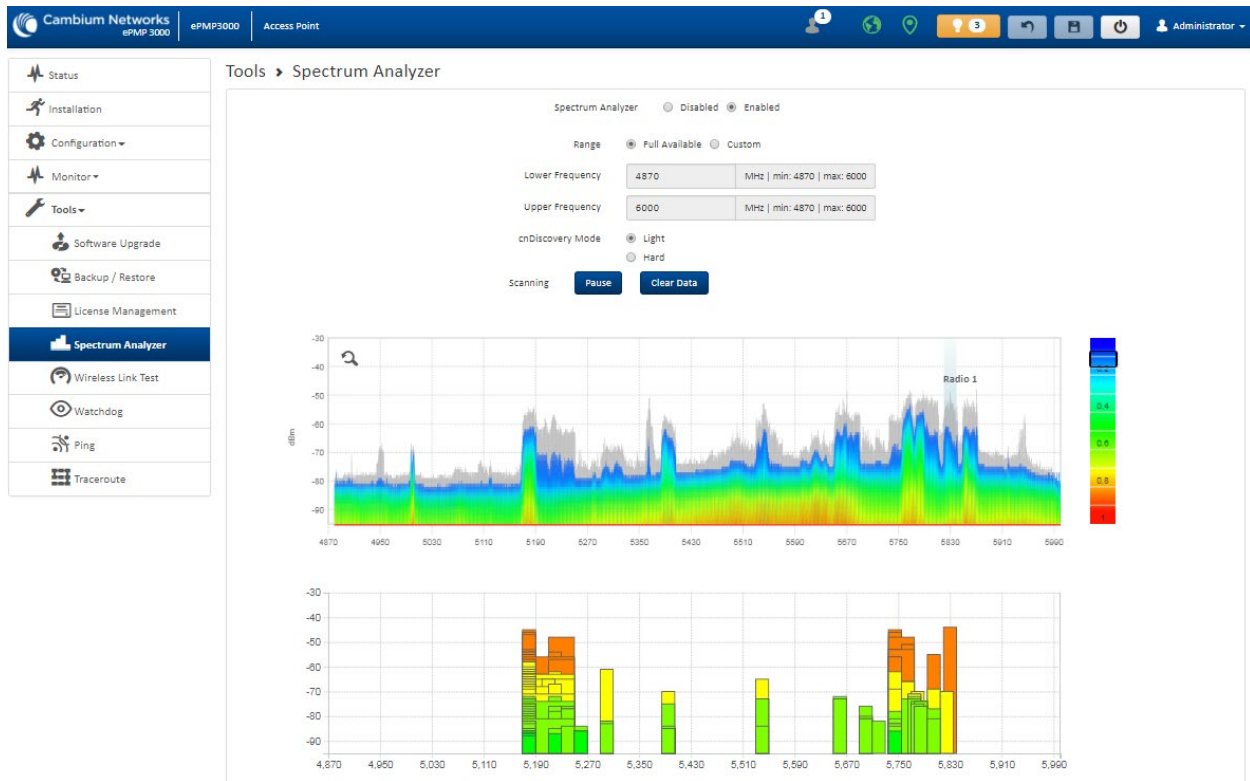 Cambium Networks
ePMP 3000
ePMP3000
Access Point
1
3
Administrator
Status
Installation
Configuration
Monitor
Tools
Software Upgrade
Backup / Restore
License Management
Spectrum Analyzer
Wireless Link Test
Watchdog
Ping
Traceroute
Tools > Spectrum Analyzer
Spectrum Analyzer Disabled Enabled
Range Full Available Custom
Lower Frequency 4870 MHz | min: 4870 | max: 6000
Upper Frequency 6000 MHz | min: 4870 | max: 6000
cnDiscovery Mode Light
Hard
Scanning Pause Clear Data
-30
-40
-50
-60
-70
-80
-90
dBm
Radio 1
0.4
0.6
0.8
1
4870 4950 5030 5110 5190 5270 5350 5430 5510 5590 5670 5750 5830 5910 5990
-30
-40
-50
-60
-70
-80
-90
4,870 4,950 5,030 5,110 5,190 5,270 5,350 5,430 5,510 5,590 5,670 5,750 5,830 5,910 5,990